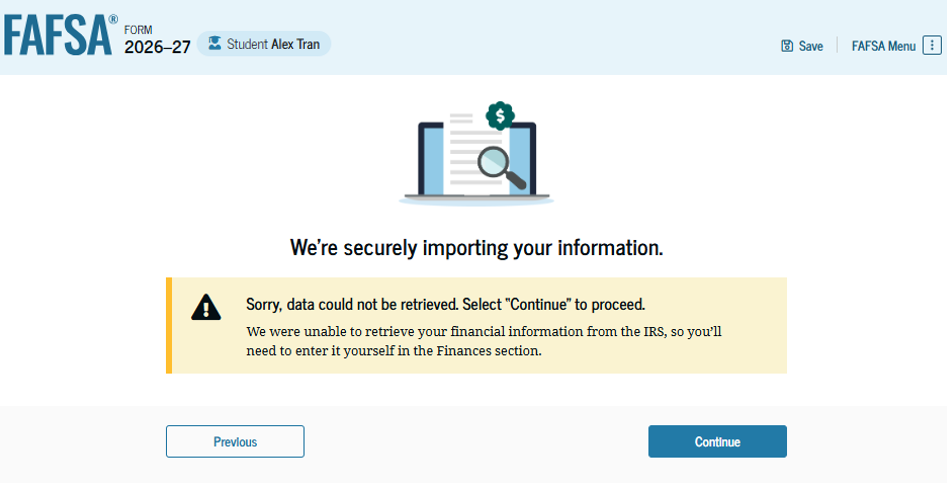 FAFSA®
FORM
2026–27
Student Alex Tran
Save
FAFSA Menu
$
We're securely importing your information.
Sorry, data could not be retrieved. Select "Continue" to proceed.
We were unable to retrieve your financial information from the IRS, so you'll
need to enter it yourself in the Finances section.
Previous
Continue